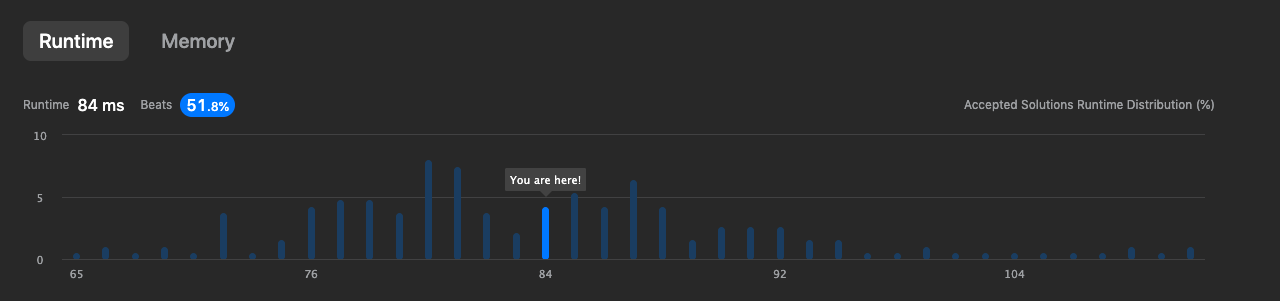 Runtime Memory
Runtime 84 ms Beats 51.8% Accepted Solutions Runtime Distribution (%)
10
You are here!
5
0
65 76 84 92 104